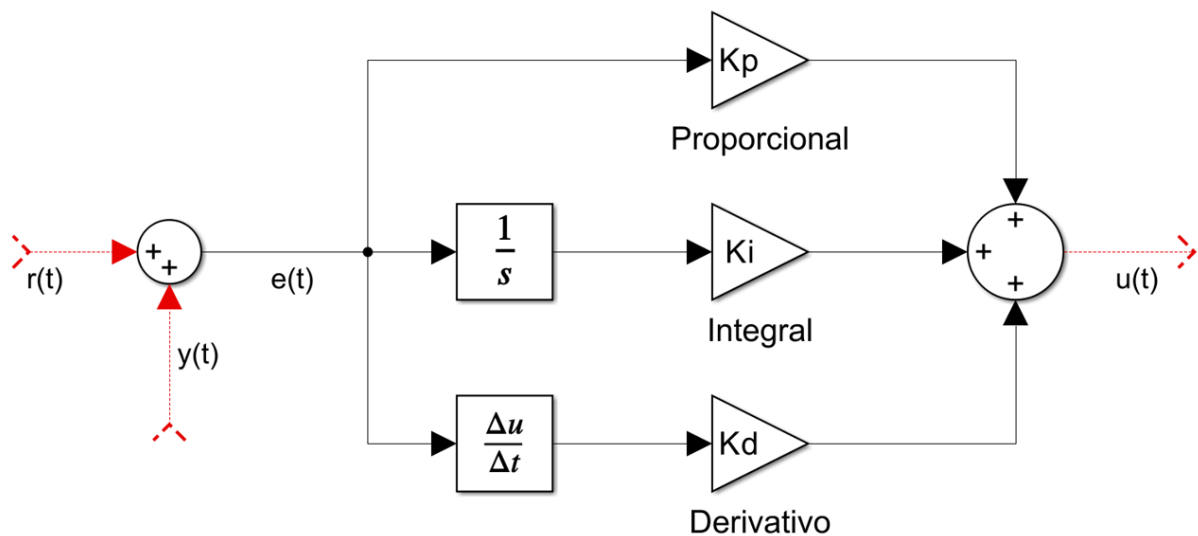 Kp
Proporcional
+
+
+
+
r(t)
e(t)
1
s
Ki
+
u(t)
Integral
y(t)
Δu
Δt
Kd
Derivativo